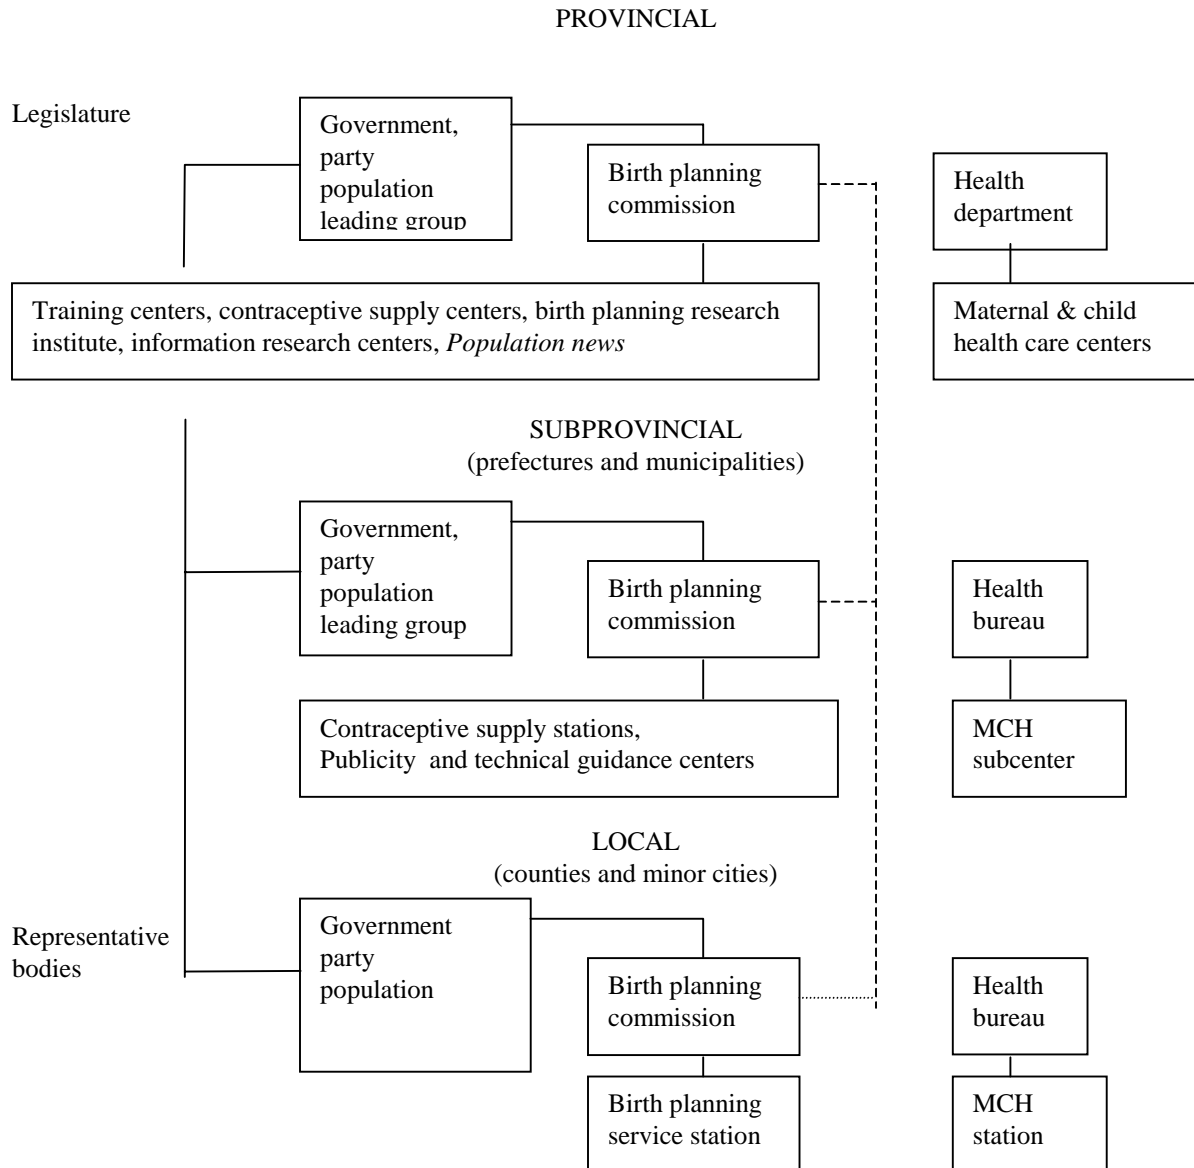 PROVINCIAL
Legislature
Government,
party
population
leading group
Birth planning
commission
Health
department
Training centers, contraceptive supply centers, birth planning research
institute, information research centers, Population news
Maternal & child
health care centers
SUBPROVINCIAL
(prefectures and municipalities)
Government,
party
population
leading group
Birth planning
commission
Health
bureau
Contraceptive supply stations,
Publicity and technical guidance centers
MCH
subcenter
LOCAL
(counties and minor cities)
Representative
bodies
Government
party
population
Birth planning
commission
Health
bureau
Birth planning
service station
MCH
station